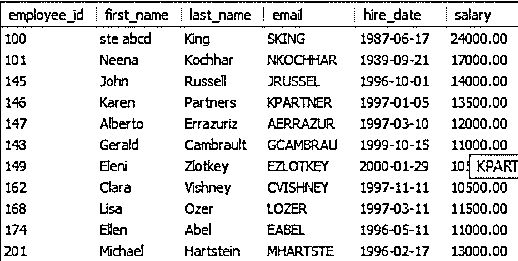 employee_id first_name last_name email hire_date salary
100 ste abcd King SKING 1987-06-17 24000.00
101 Neena Kochhar NKOCHHAR 1989-09-21 17000.00
145 John Russell JRUSSEL 1996-10-01 14000.00
146 Karen Partners KPARTNER 1997-01-05 13500.00
147 Alberto Errazuriz AERRAZUR 1997-03-10 12000.00
148 Gerald Cambrault GCAMBRAU 1999-10-15 11000.00
149 Eleni Zlotkey EZLOTKEY 2000-01-29 105 KPART
162 Clara Vishney CVISHNEY 1997-11-11 10500.00
168 Lisa Ozer LOZER 1997-03-11 11500.00
174 Ellen Abel EABEL 1996-05-11 11000.00
201 Michael Hartstein MHARTSTE 1996-02-17 13000.00